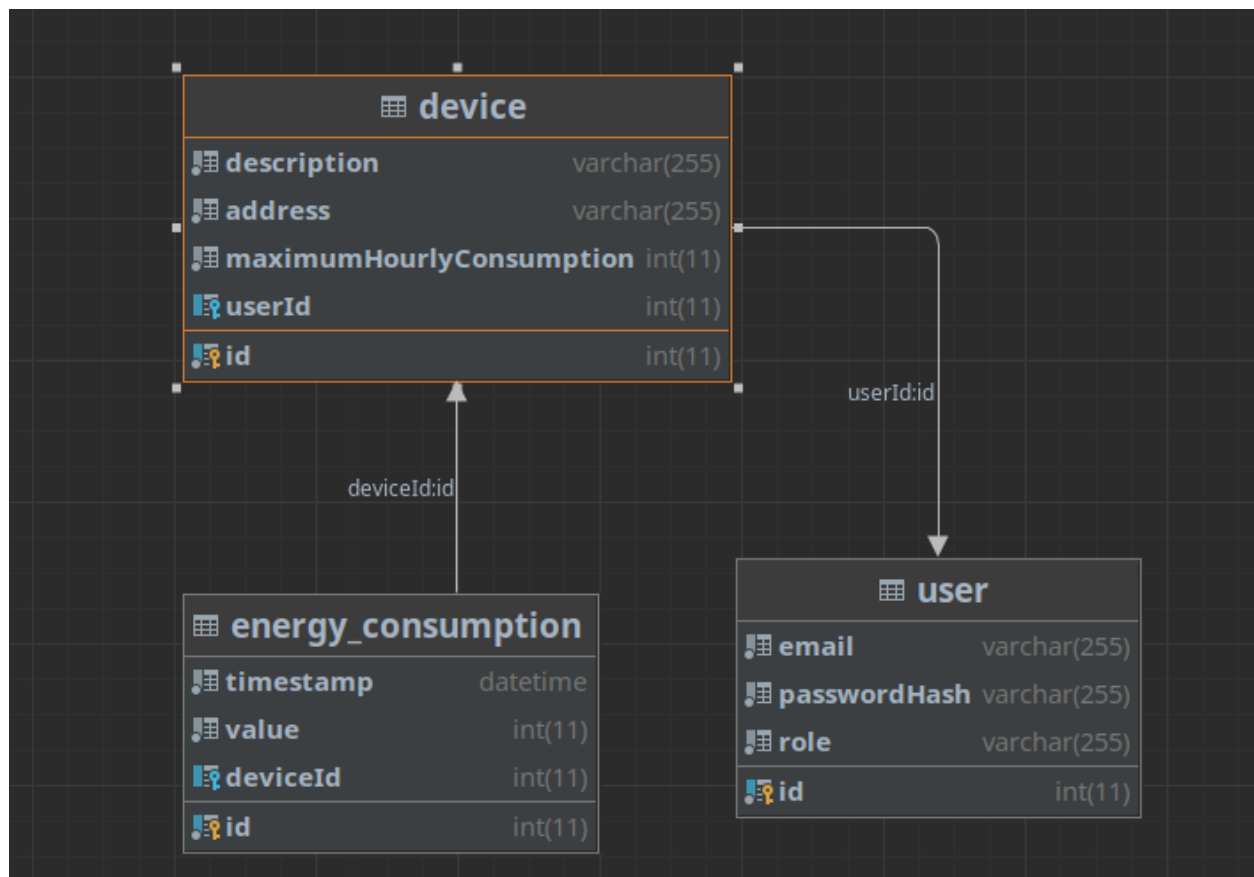 device
description varchar(255)
address varchar(255)
maximumHourlyConsumption int(11)
userId int(11)
id int(11)
userId:id
deviceId:id
energy_consumption
timestamp datetime
value int(11)
deviceId int(11)
id int(11)
user
email varchar(255)
passwordHash varchar(255)
role varchar(255)
id int(11)